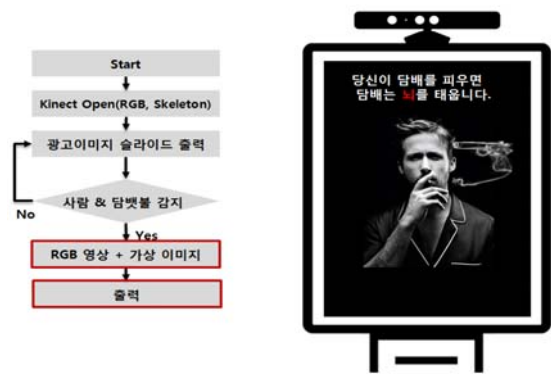 Start
Kinect Open(RGB, Skeleton)
광고이미지 슬라이드 출력
사람 & 담뱃불 감지
No
Yes
RGB 영상 + 가상 이미지
출력
당신이 담배를 피우면
담배는 뇌를 태웁니다.